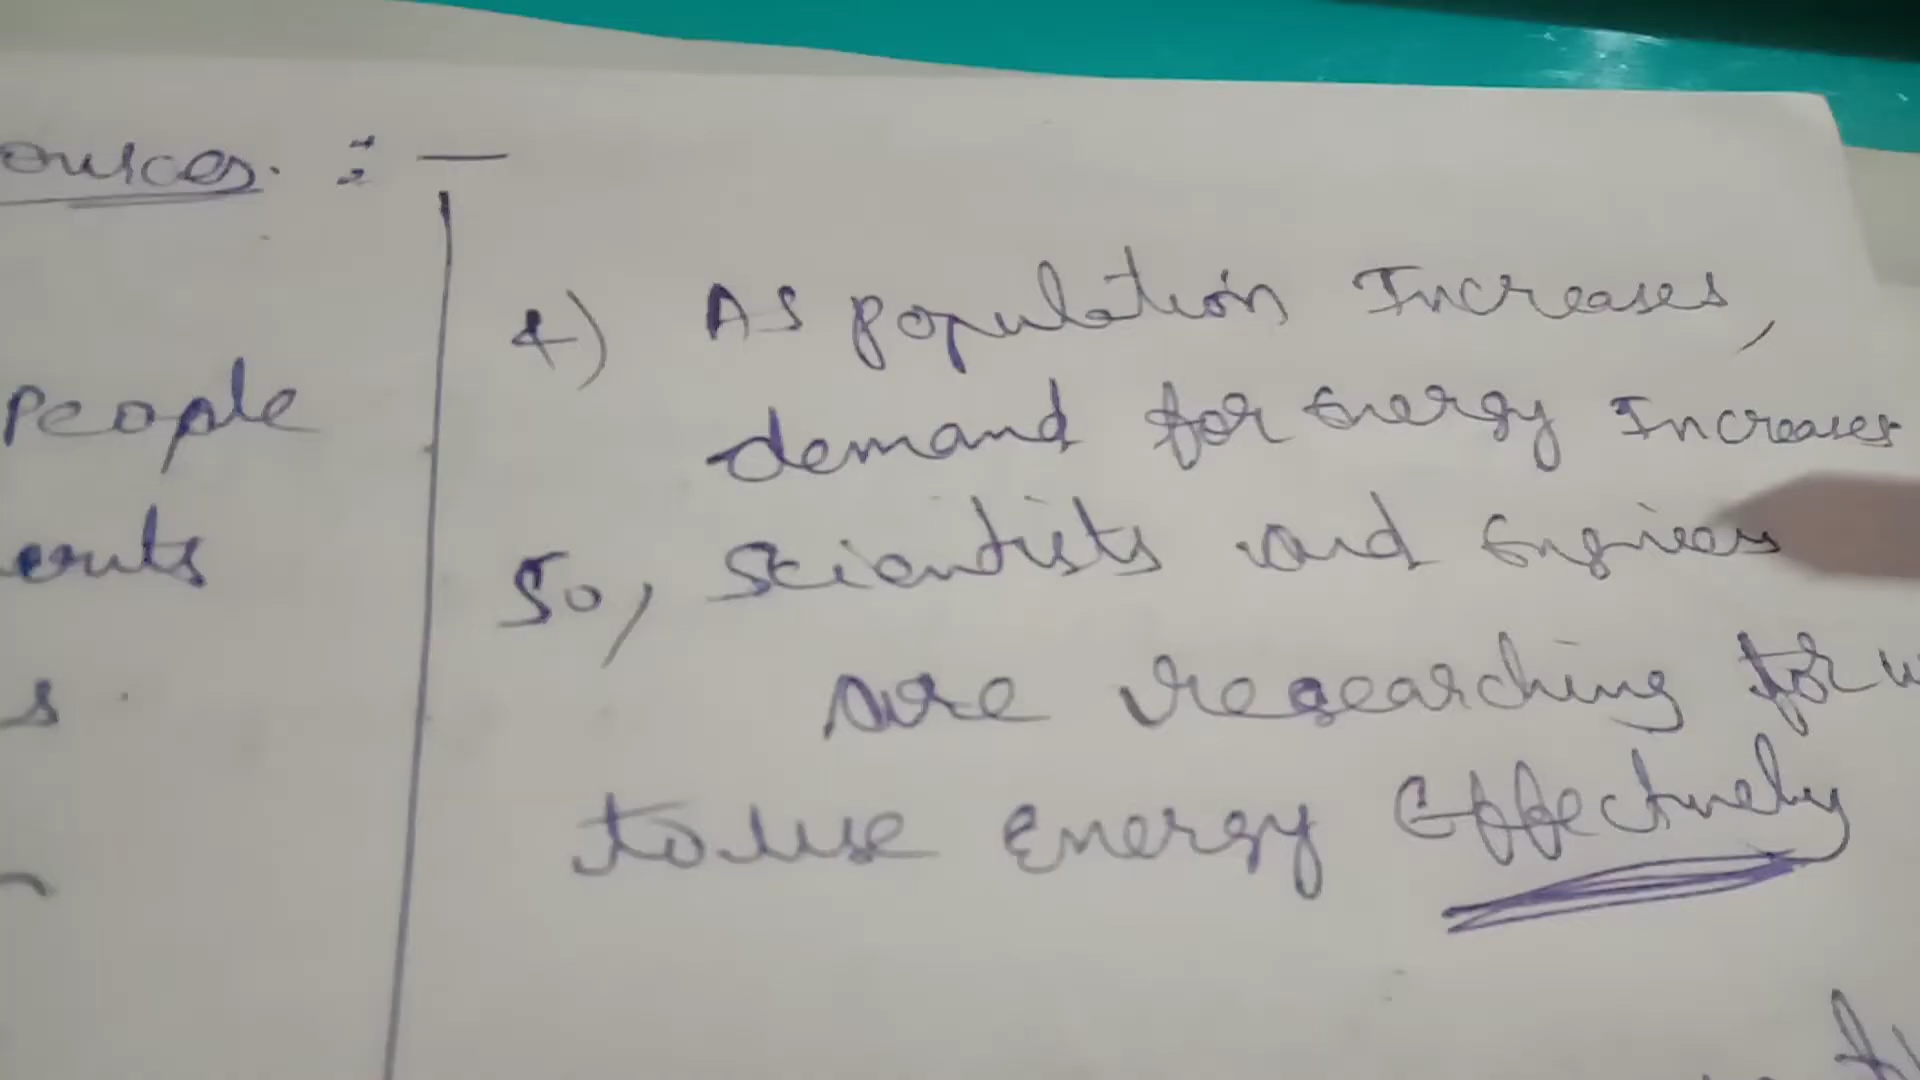 ources. : —
People
ents
s
4) As population Increases,
demand for Energy Increases
So, Scientists and Engineers
are researching for w
to use Energy Effectively